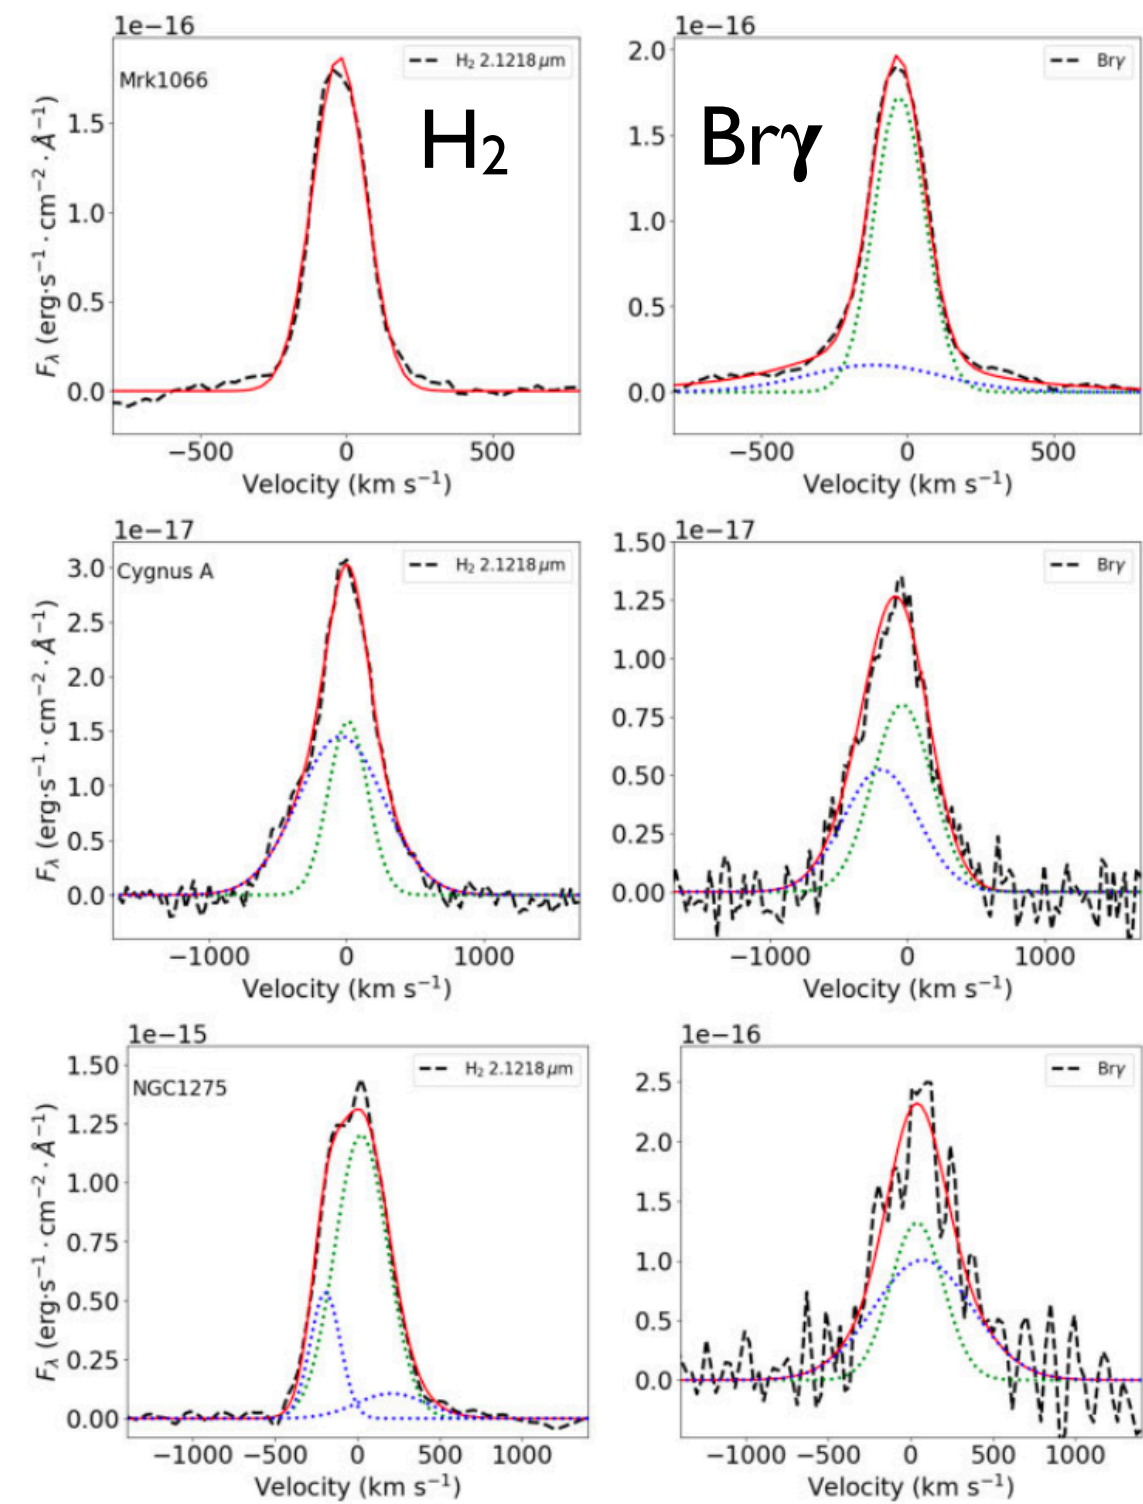 1e−16
H₂ 2.1218 μm
Mrk1066
H₂
1.5
1.0
0.5
0.0
F_λ (erg·s⁻¹ · cm⁻² · Å⁻¹)
−500 0 500
Velocity (km s⁻¹)
1e−16
Brγ
Brγ
2.0
1.5
1.0
0.5
0.0
−500 0 500
Velocity (km s⁻¹)
1e−17
H₂ 2.1218 μm
Cygnus A
3.0
2.5
2.0
1.5
1.0
0.5
0.0
F_λ (erg·s⁻¹ · cm⁻² · Å⁻¹)
−1000 0 1000
Velocity (km s⁻¹)
1e−17
Brγ
1.50
1.25
1.00
0.75
0.50
0.25
0.00
−1000 0 1000
Velocity (km s⁻¹)
1e−15
H₂ 2.1218 μm
NGC1275
1.50
1.25
1.00
0.75
0.50
0.25
0.00
F_λ (erg·s⁻¹ · cm⁻² · Å⁻¹)
−1000 −500 0 500 1000
Velocity (km s⁻¹)
1e−16
Brγ
2.5
2.0
1.5
1.0
0.5
0.0
−1000 −500 0 500 1000
Velocity (km s⁻¹)